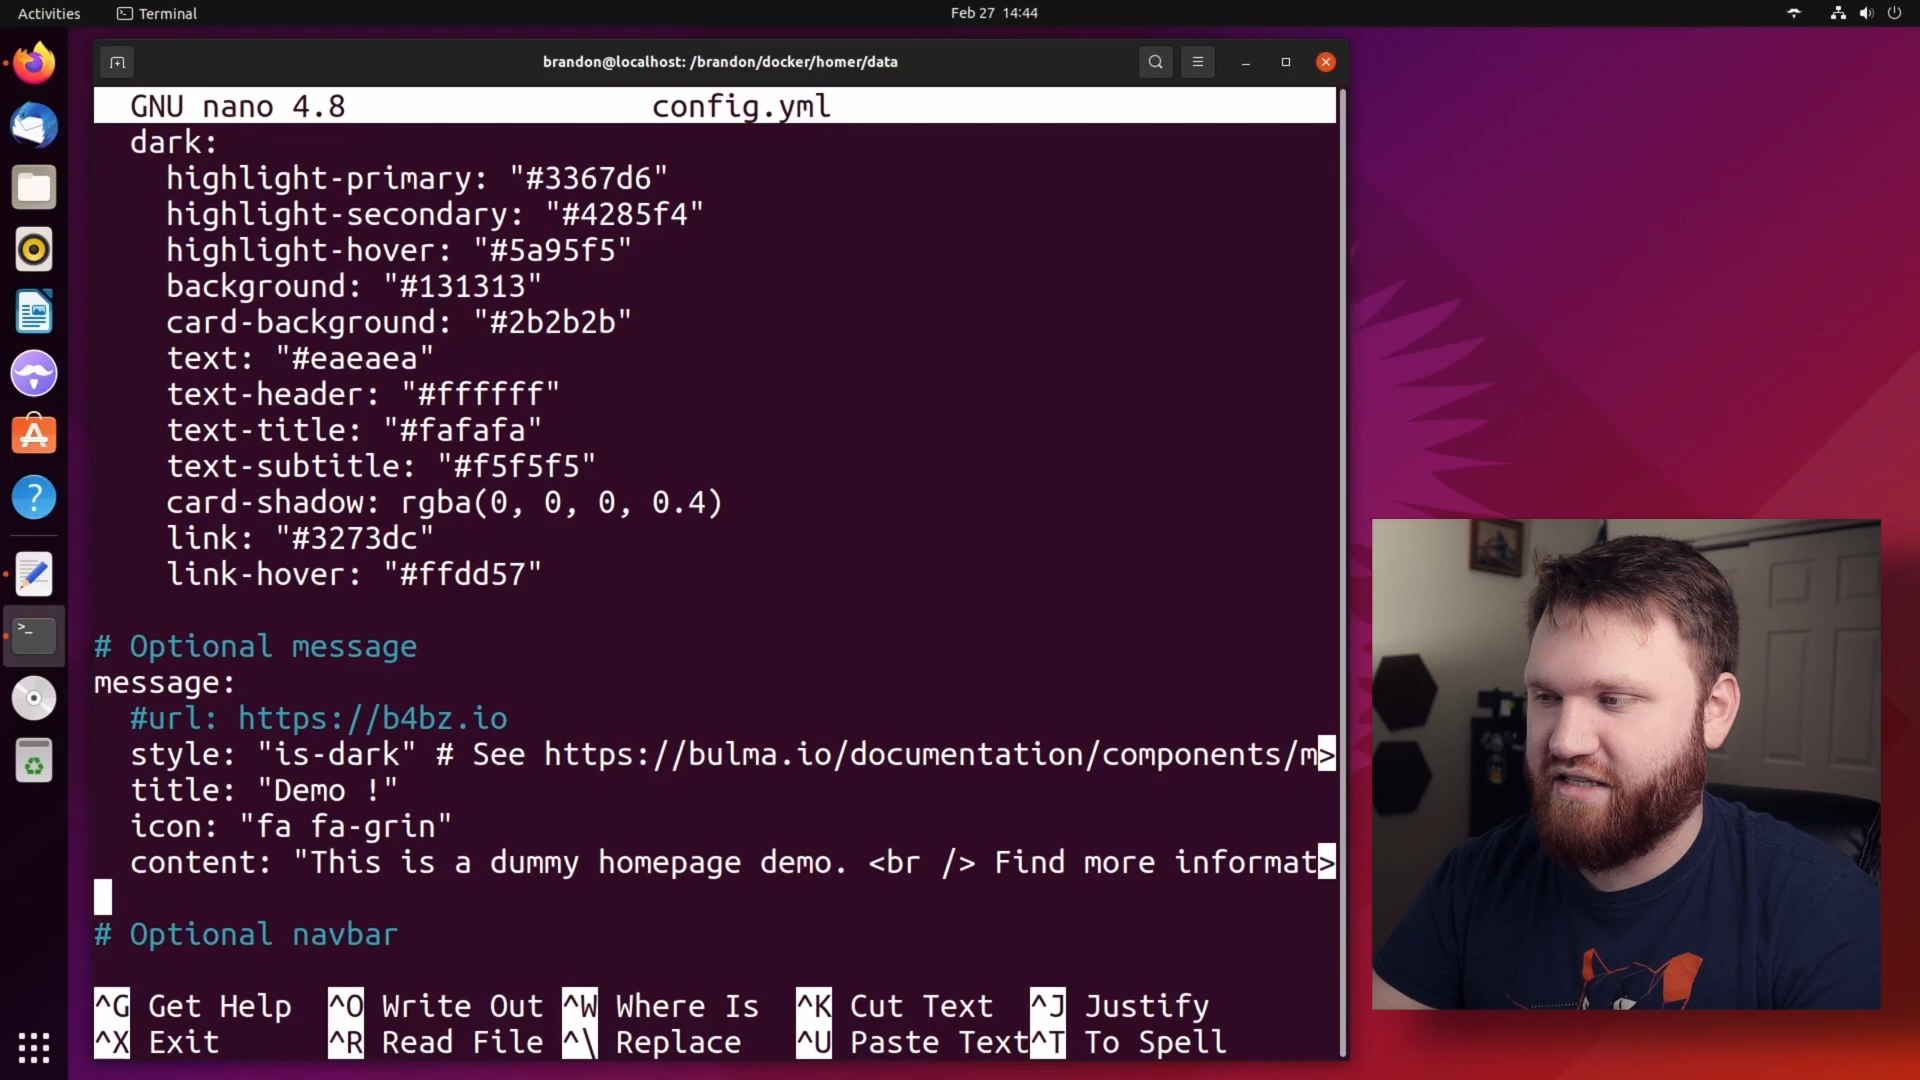 Activities
Terminal
Feb 27 14:44
brandon@localhost: /brandon/docker/homer/data
GNU nano 4.8 config.yml
dark:
highlight-primary: "#3367d6"
highlight-secondary: "#4285f4"
highlight-hover: "#5a95f5"
background: "#131313"
card-background: "#2b2b2b"
text: "#eaeaea"
text-header: "#ffffff"
text-title: "#fafafa"
text-subtitle: "#f5f5f5"
card-shadow: rgba(0, 0, 0, 0.4)
link: "#3273dc"
link-hover: "#ffdd57"
# Optional message
message:
#url: https://b4bz.io
style: "is-dark" # See https://bulma.io/documentation/components/m>
title: "Demo !"
icon: "fa fa-grin"
content: "This is a dummy homepage demo. <br /> Find more informat>
# Optional navbar
^G Get Help ^O Write Out ^W Where Is ^K Cut Text ^J Justify
^X Exit ^R Read File ^\ Replace ^U Paste Text^T To Spell